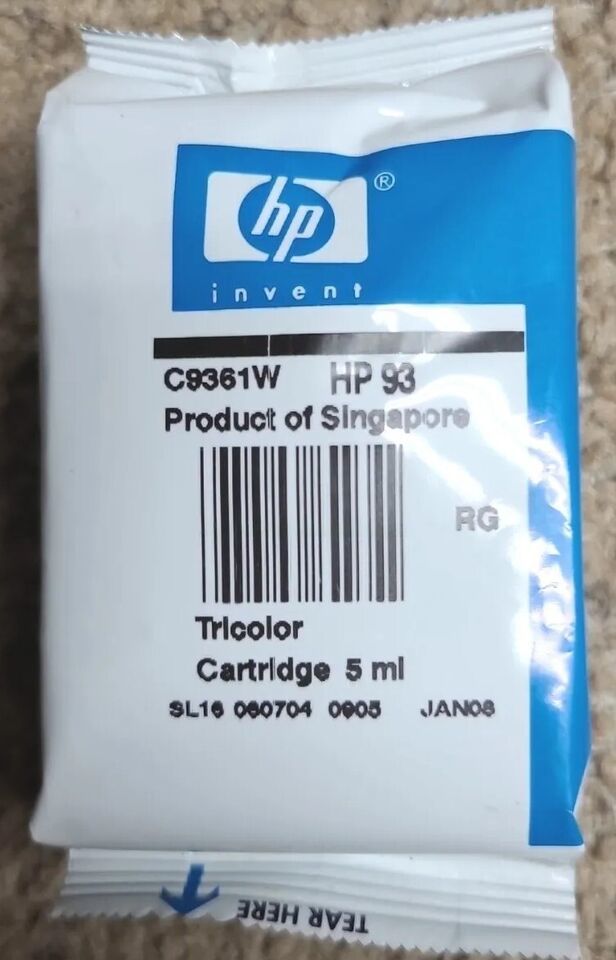 hp ®
invent
C9361W HP 93
Product of Singapore
RG
Tricolor
Cartridge 5 ml
SL16 060704 0905 JAN08
TEAR HERE